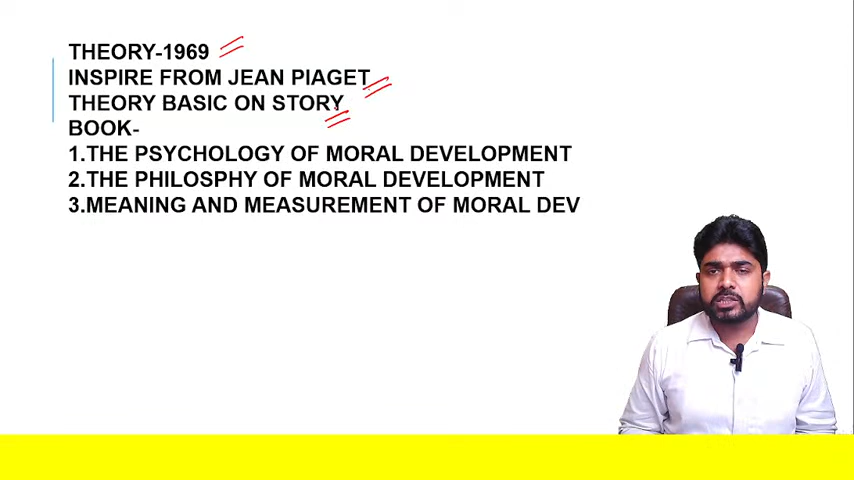 THEORY-1969
INSPIRE FROM JEAN PIAGET
THEORY BASIC ON STORY
BOOK-
1.THE PSYCHOLOGY OF MORAL DEVELOPMENT
2.THE PHILOSPHY OF MORAL DEVELOPMENT
3.MEANING AND MEASUREMENT OF MORAL DEV